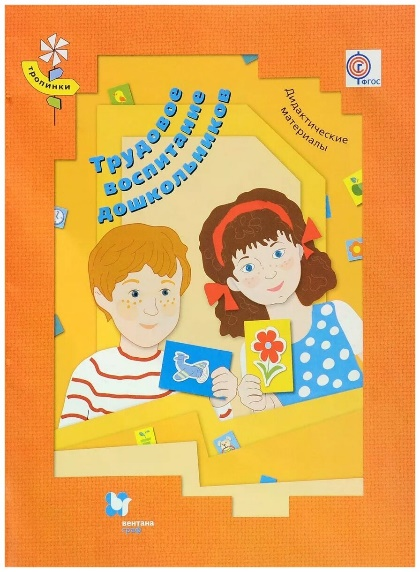 тропинки
ФГОС
Трудовое
воспитание
дошкольников
Дидактические
материалы
вентана
граф